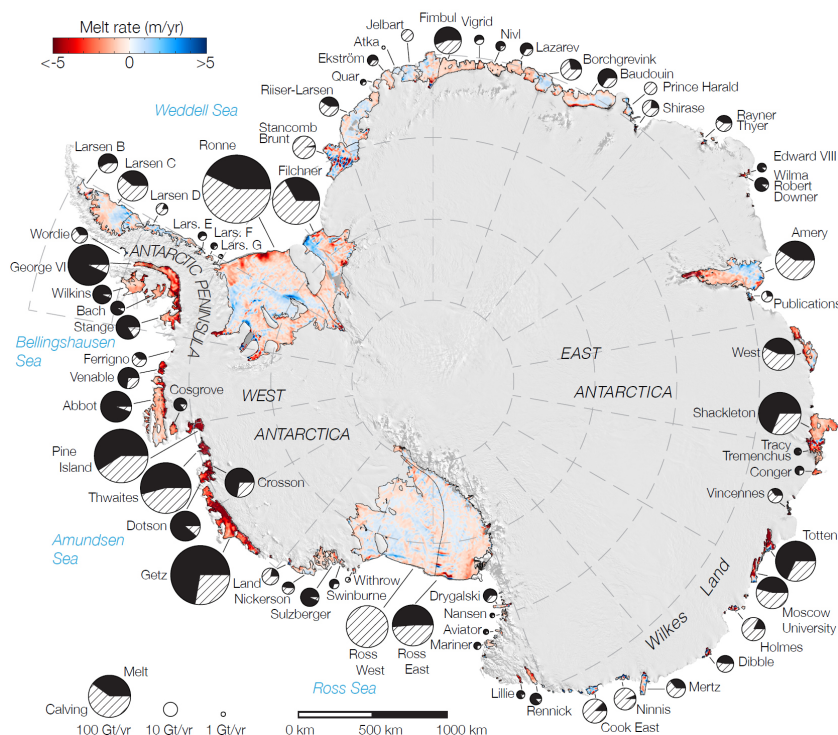 Melt rate (m/yr)
<-5
>5
Weddell Sea
Jelbart
Atka
Ekström
Quar
Riiser-Larsen
Stancomb
Brunt
Fimbul
Vigrid
Nivl
Lazarev
Borchgrevink
Baudouin
Prince Harald
Shirase
Rayner
Thyer
Edward VIII
Wilma
Robert
Downer
Amery
Publications
Larsen B
Larsen C
Larsen D
Lars. E
Lars. F
Lars. G
Ronne
Filchner
Wordie
George VI
Wilkins
Bach
Stange
ANTARCTIC PENINSULA
Bellingshausen
Sea
Ferrigno
Venable
Cosgrove
Abbot
Pine
Island
Thwaites
Crosson
Dotson
Amundsen
Sea
Getz
WEST
ANTARCTICA
EAST
ANTARCTICA
West
Shackleton
Tracy
Tremenchus
Conger
Vincennes
Totten
Moscow
University
Holmes
Dibble
Wilkes Land
Land
Nickerson
Sulzberger
Swinburne
Withrow
Ross
West
Ross
East
Drygalski
Nansen
Aviator
Mariner
Lillie
Rennick
Cook East
Ninnis
Mertz
Ross Sea
Melt
Calving
100 Gt/yr
10 Gt/yr
1 Gt/yr
0 km
500 km
1000 km